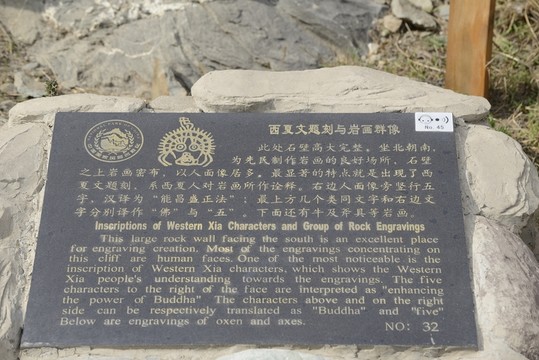 西夏文题刻与岩画群像
此处石壁高大完整。坐北朝南,
为先民制作岩画的良好场所,石壁
之上岩画密布,以人面像居多。最显著的特点就是出现了西
夏文题刻,系西夏人对岩画所作诠释。右边人面像旁竖行五
字。汉译为"能昌盛正法";最上方几个类同文字和右边文
字分别译作"佛"与"五"。下面还有牛及斧具等岩画。
Inscriptions of Western Xia Characters and Group of Rock Engravings
This large rock wall facing the south is an excellent place
for engraving creation. Most of the engravings concentrating on
this cliff are human faces. One of the most noticeable is the
inscription of Western Xia characters, which shows the Western
Xia people's understanding towards the engravings. The five
characters to the right of the face are interpreted as "enhancing
the power of Buddha" The characters above and on the right
side can be respectively translated as "Buddha" and "five"
Below are engravings of oxen and axes.
NO: 32
No. 45